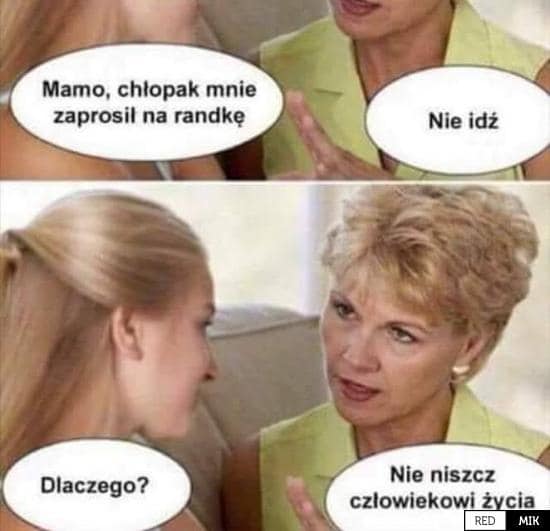 Mamo, chłopak mnie
zaprosił na randkę
Nie idź
Dlaczego?
Nie niszcz
człowiekowi życia
RED MIK